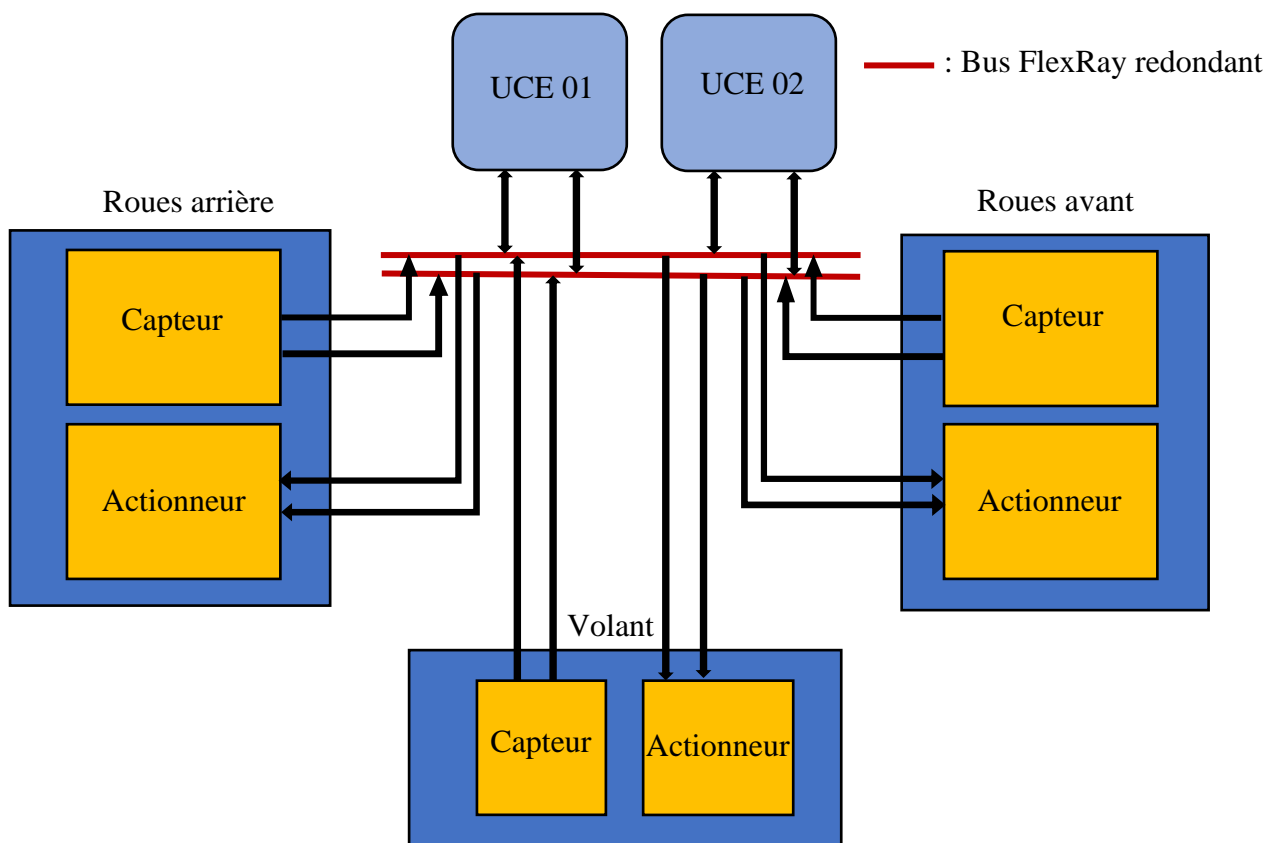 UCE 01
UCE 02
: Bus FlexRay redondant
Roues arrière
Roues avant
Capteur
Capteur
Actionneur
Actionneur
Volant
Capteur
Actionneur